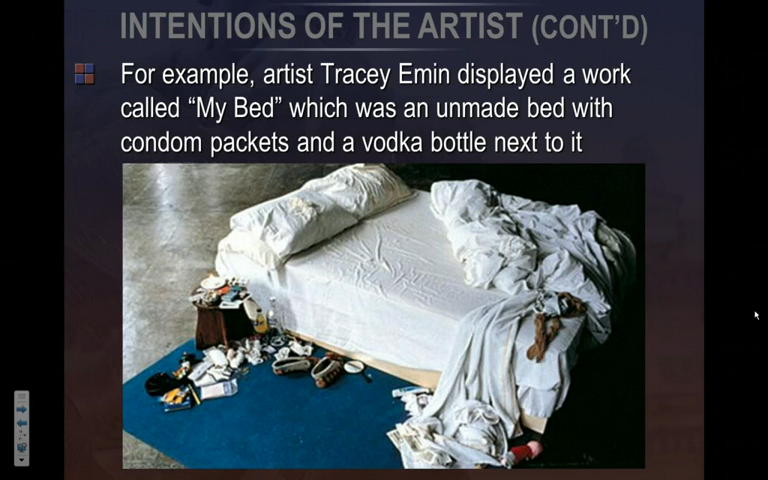 INTENTIONS OF THE ARTIST (CONT’D)
For example, artist Tracey Emin displayed a work
called “My Bed” which was an unmade bed with
condom packets and a vodka bottle next to it